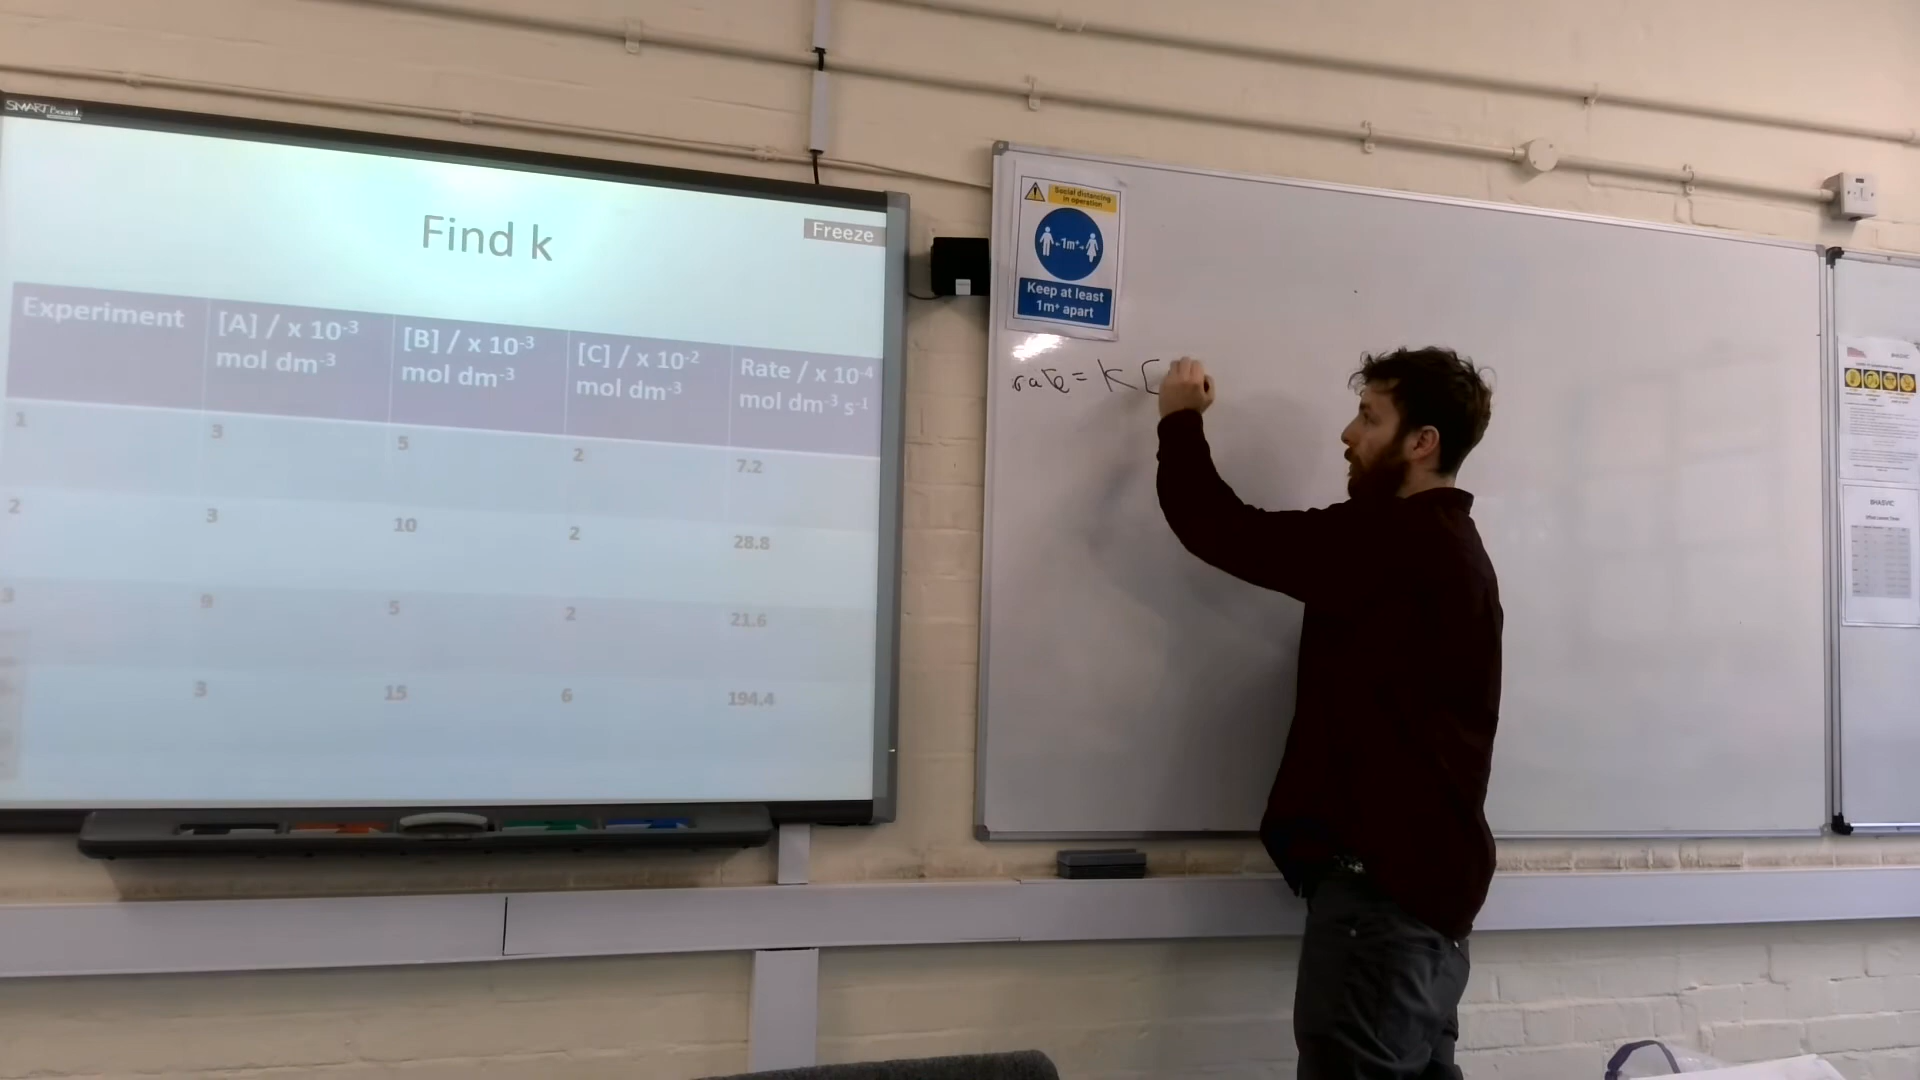 SMART Board
Find k
Freeze
Experiment [A] / x 10⁻³ mol dm⁻³ [B] / x 10⁻³ mol dm⁻³ [C] / x 10⁻² mol dm⁻³ Rate / x 10⁻⁴ mol dm⁻³ s⁻¹
1 3 5 2 7.2
2 3 10 2 28.8
3 9 5 2 21.6
3 15 6 194.4
Social distancing
in operation
1m+
Keep at least
1m+ apart
rate = k [
BHASVIC